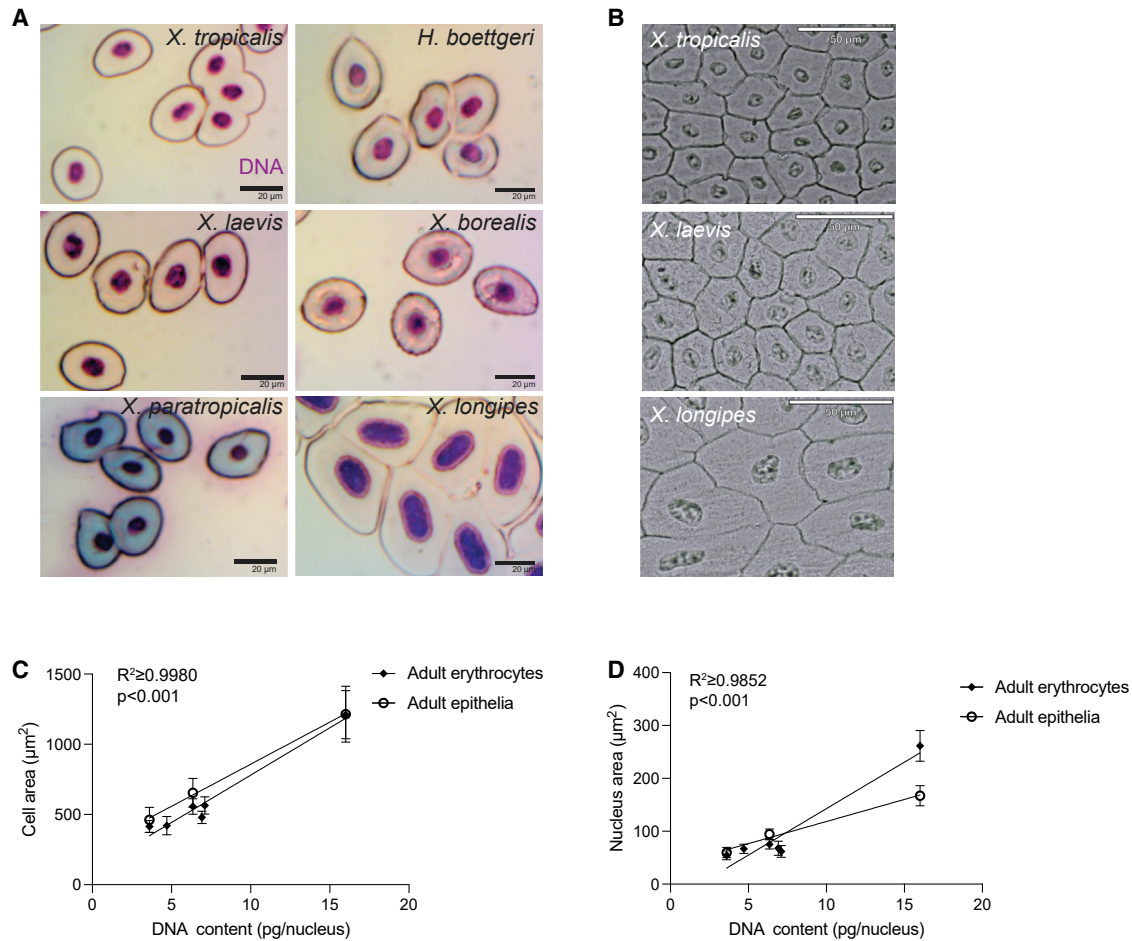 A
X. tropicalis
DNA
20 µm
H. boettgeri
20 µm
X. laevis
20 µm
X. borealis
20 µm
X. paratropicalis
20 µm
X. longipes
20 µm
B
X. tropicalis
50 µm
X. laevis
50 µm
X. longipes
50 µm
C
R²≥0.9980
p<0.001
Adult erythrocytes
Adult epithelia
Cell area (µm²)
1500
1000
500
0
0 5 10 15 20
DNA content (pg/nucleus)
D
R²≥0.9852
p<0.001
Adult erythrocytes
Adult epithelia
Nucleus area (µm²)
400
300
200
100
0
0 5 10 15 20
DNA content (pg/nucleus)